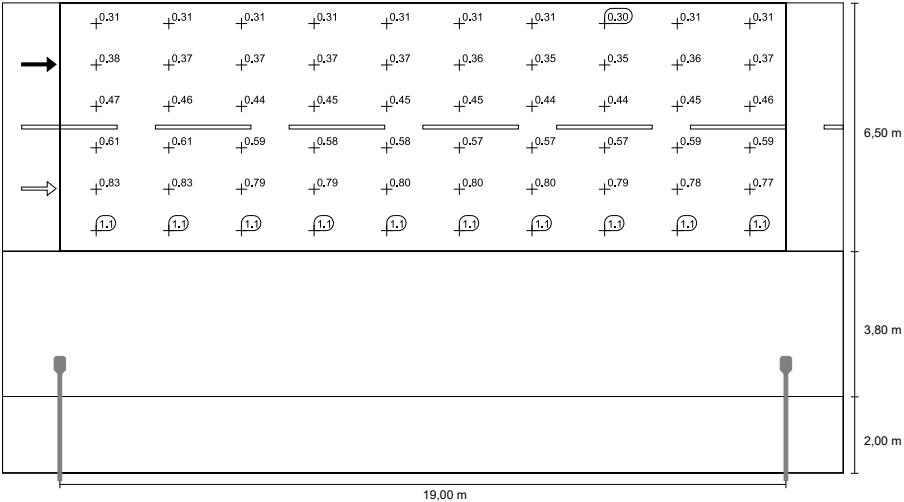 0.31 0.31 0.31 0.31 0.31 0.31 0.31 0.30 0.31 0.31
0.38 0.37 0.37 0.37 0.37 0.36 0.35 0.35 0.36 0.37
0.47 0.46 0.44 0.45 0.45 0.45 0.44 0.44 0.45 0.46
6,50 m
0.61 0.61 0.59 0.58 0.58 0.57 0.57 0.57 0.59 0.59
0.83 0.83 0.79 0.79 0.80 0.80 0.80 0.79 0.78 0.77
1.1 1.1 1.1 1.1 1.1 1.1 1.1 1.1 1.1 1.1
3,80 m
2,00 m
19,00 m